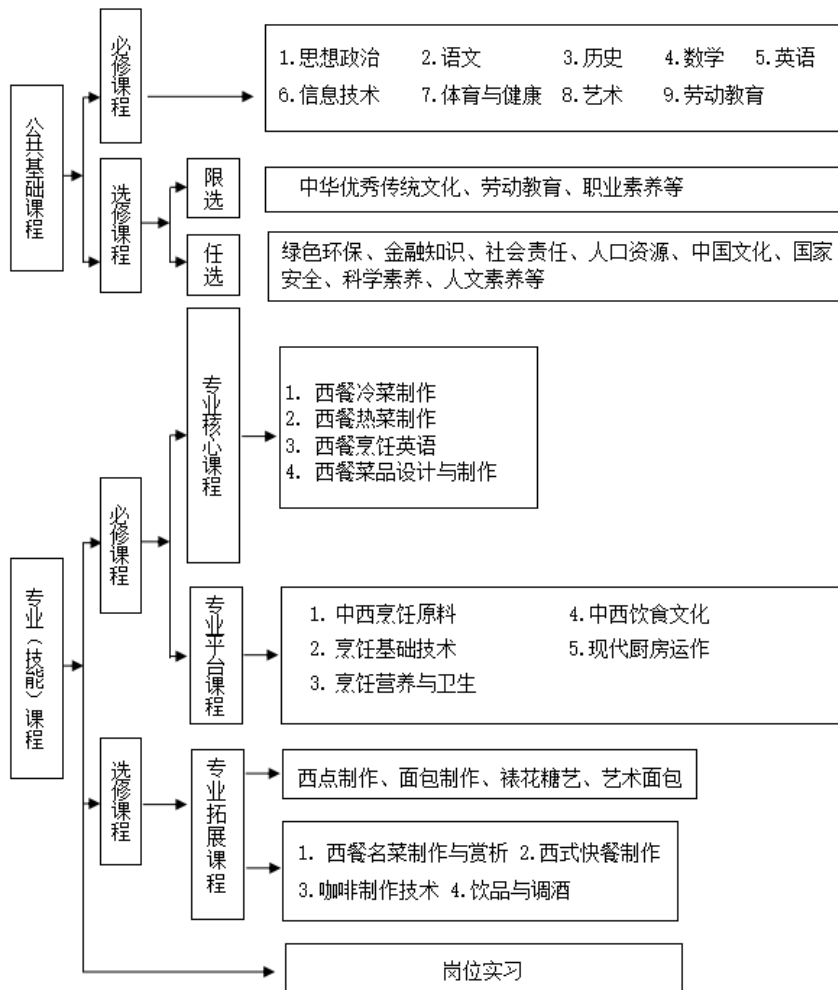 公共基础课程
必修课程
1.思想政治 2.语文 3.历史 4.数学 5.英语
6.信息技术 7.体育与健康 8.艺术 9.劳动教育
选修课程
限选
中华优秀传统文化、劳动教育、职业素养等
任选
绿色环保、金融知识、社会责任、人口资源、中国文化、国家
安全、科学素养、人文素养等
专业（技能）课程
必修课程
专业核心课程
1. 西餐冷菜制作
2. 西餐热菜制作
3. 西餐烹饪英语
4. 西餐菜品设计与制作
专业平台课程
1. 中西烹饪原料 4.中西饮食文化
2. 烹饪基础技术 5.现代厨房运作
3. 烹饪营养与卫生
选修课程
专业拓展课程
西点制作、面包制作、裱花糖艺、艺术面包
1. 西餐名菜制作与赏析 2.西式快餐制作
3.咖啡制作技术 4.饮品与调酒
岗位实习